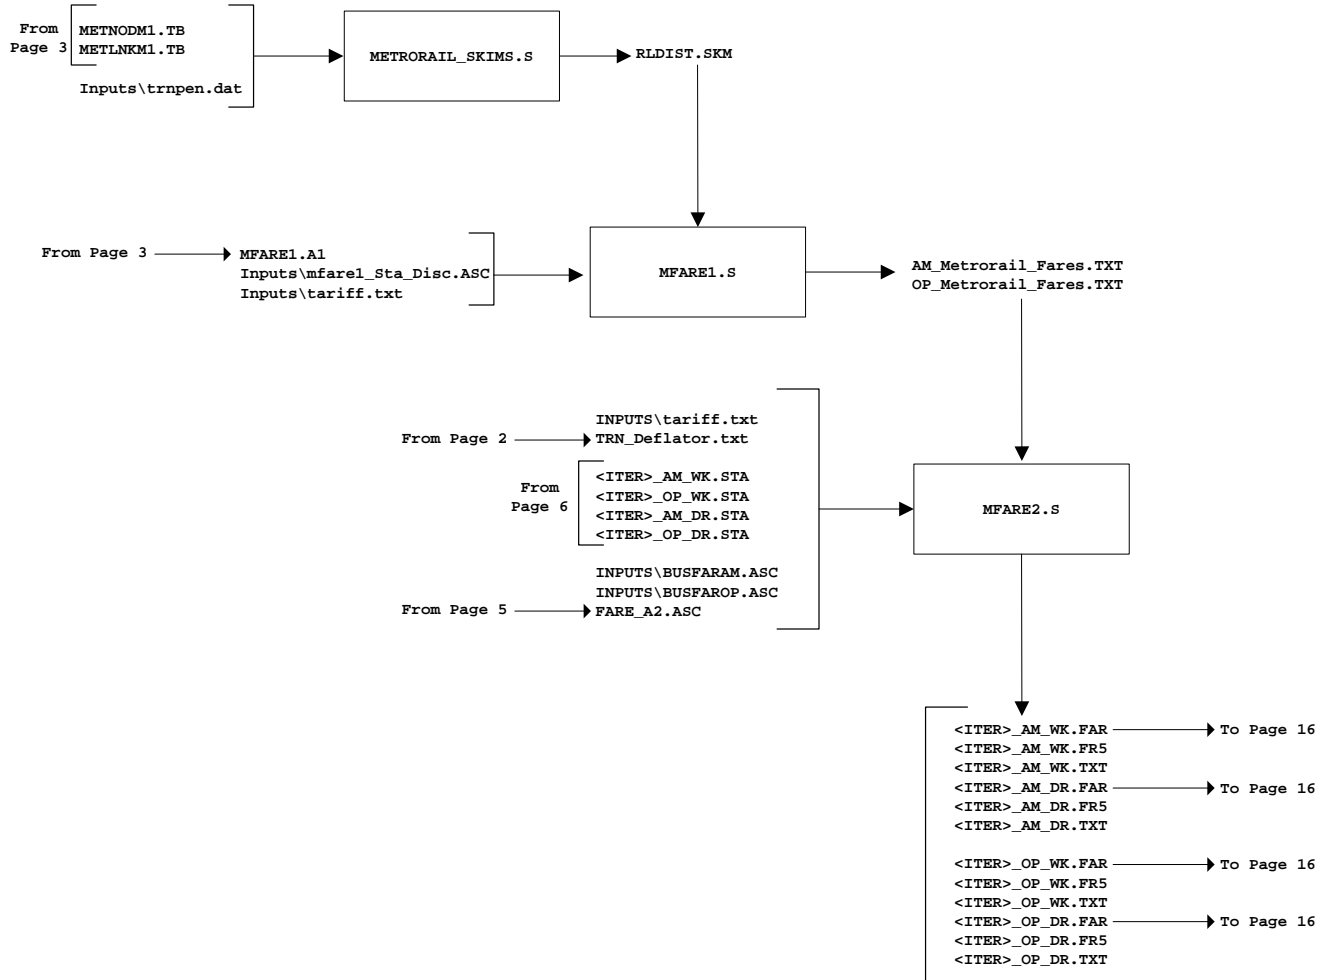 From
Page 3
METNODM1.TB
METLNKM1.TB
Inputs\trnpen.dat
METRORAIL_SKIMS.S
RLDIST.SKM
From Page 3
MFARE1.A1
Inputs\mfare1_Sta_Disc.ASC
Inputs\tariff.txt
MFARE1.S
AM_Metrorail_Fares.TXT
OP_Metrorail_Fares.TXT
INPUTS\tariff.txt
From Page 2
TRN_Deflator.txt
From
Page 6
<ITER>_AM_WK.STA
<ITER>_OP_WK.STA
<ITER>_AM_DR.STA
<ITER>_OP_DR.STA
INPUTS\BUSFARAM.ASC
INPUTS\BUSFAROP.ASC
From Page 5
FARE_A2.ASC
MFARE2.S
<ITER>_AM_WK.FAR To Page 16
<ITER>_AM_WK.FR5
<ITER>_AM_WK.TXT
<ITER>_AM_DR.FAR To Page 16
<ITER>_AM_DR.FR5
<ITER>_AM_DR.TXT
<ITER>_OP_WK.FAR To Page 16
<ITER>_OP_WK.FR5
<ITER>_OP_WK.TXT
<ITER>_OP_DR.FAR To Page 16
<ITER>_OP_DR.FR5
<ITER>_OP_DR.TXT